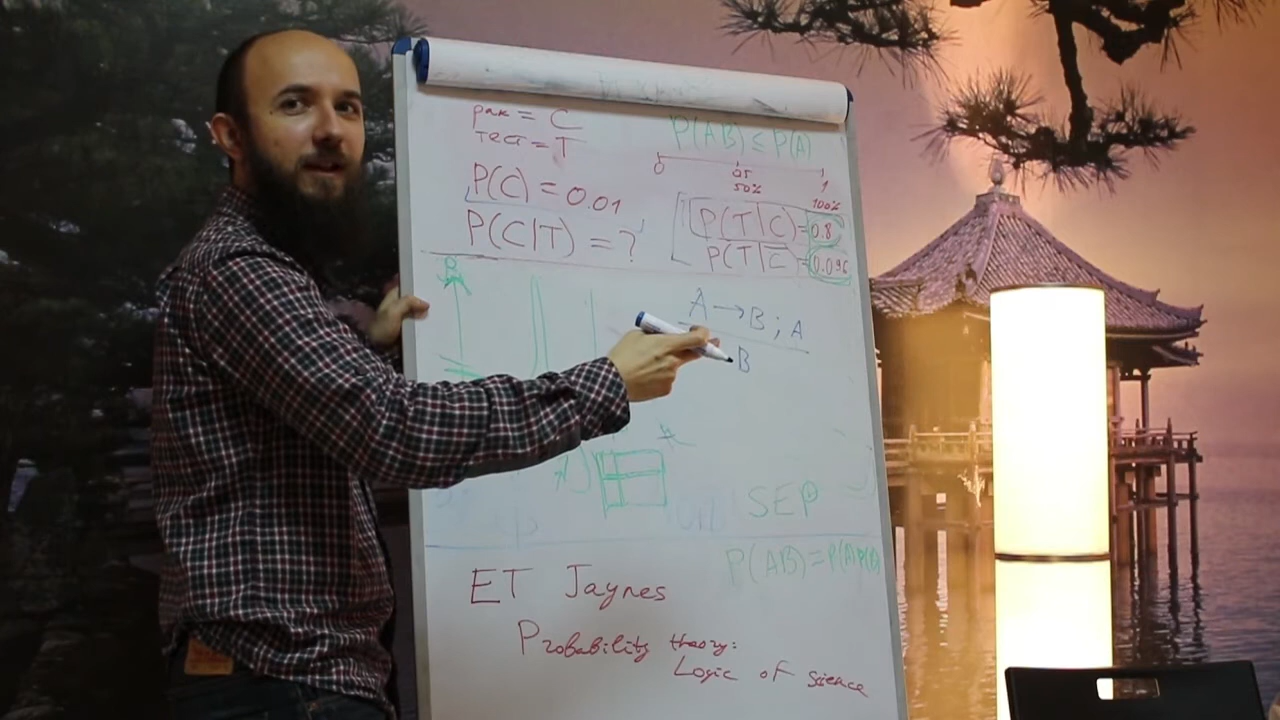 рак = C
тест = T
P(C) = 0.01
P(C|T) = ?
P(AB) ≤ P(A)
0 0.5 1
50% 100%
P(T|C) = 0.8
P(T|C̅) = 0.096
A → B ; A
B
SEP
P(AB) = P(A)P(B)
ET Jaynes
Probability theory:
Logic of science